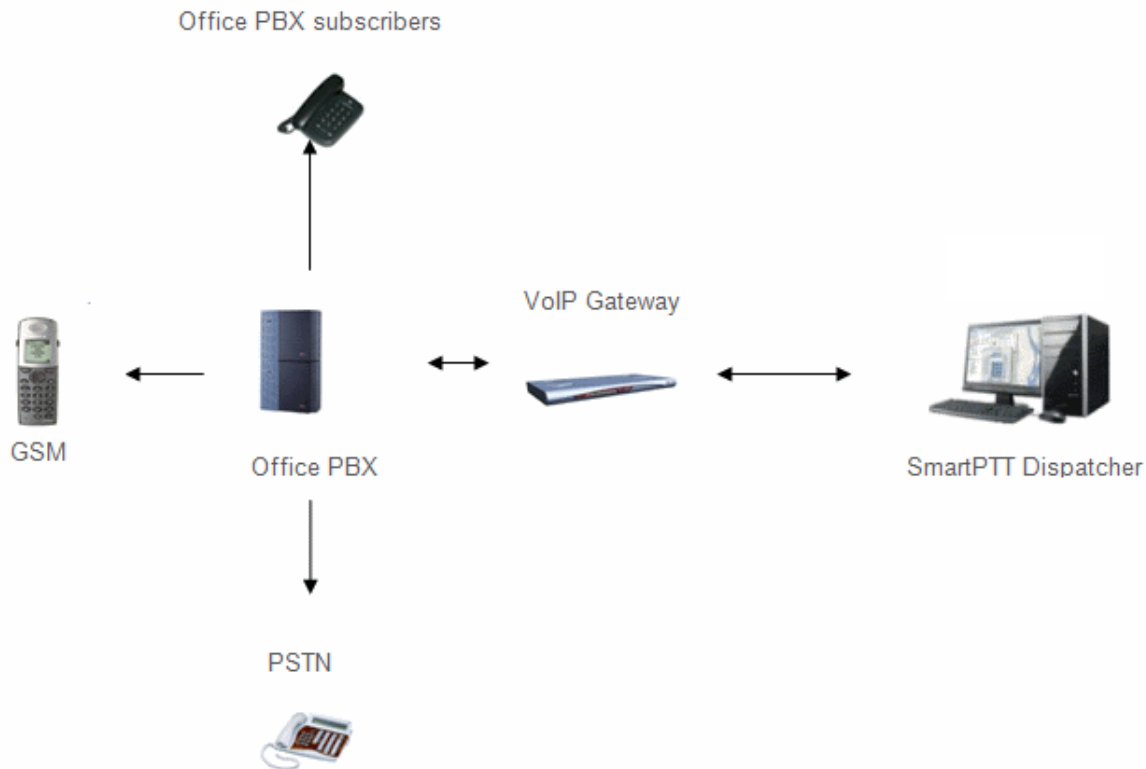 Office PBX subscribers
VoIP Gateway
GSM
Office PBX
SmartPTT Dispatcher
PSTN